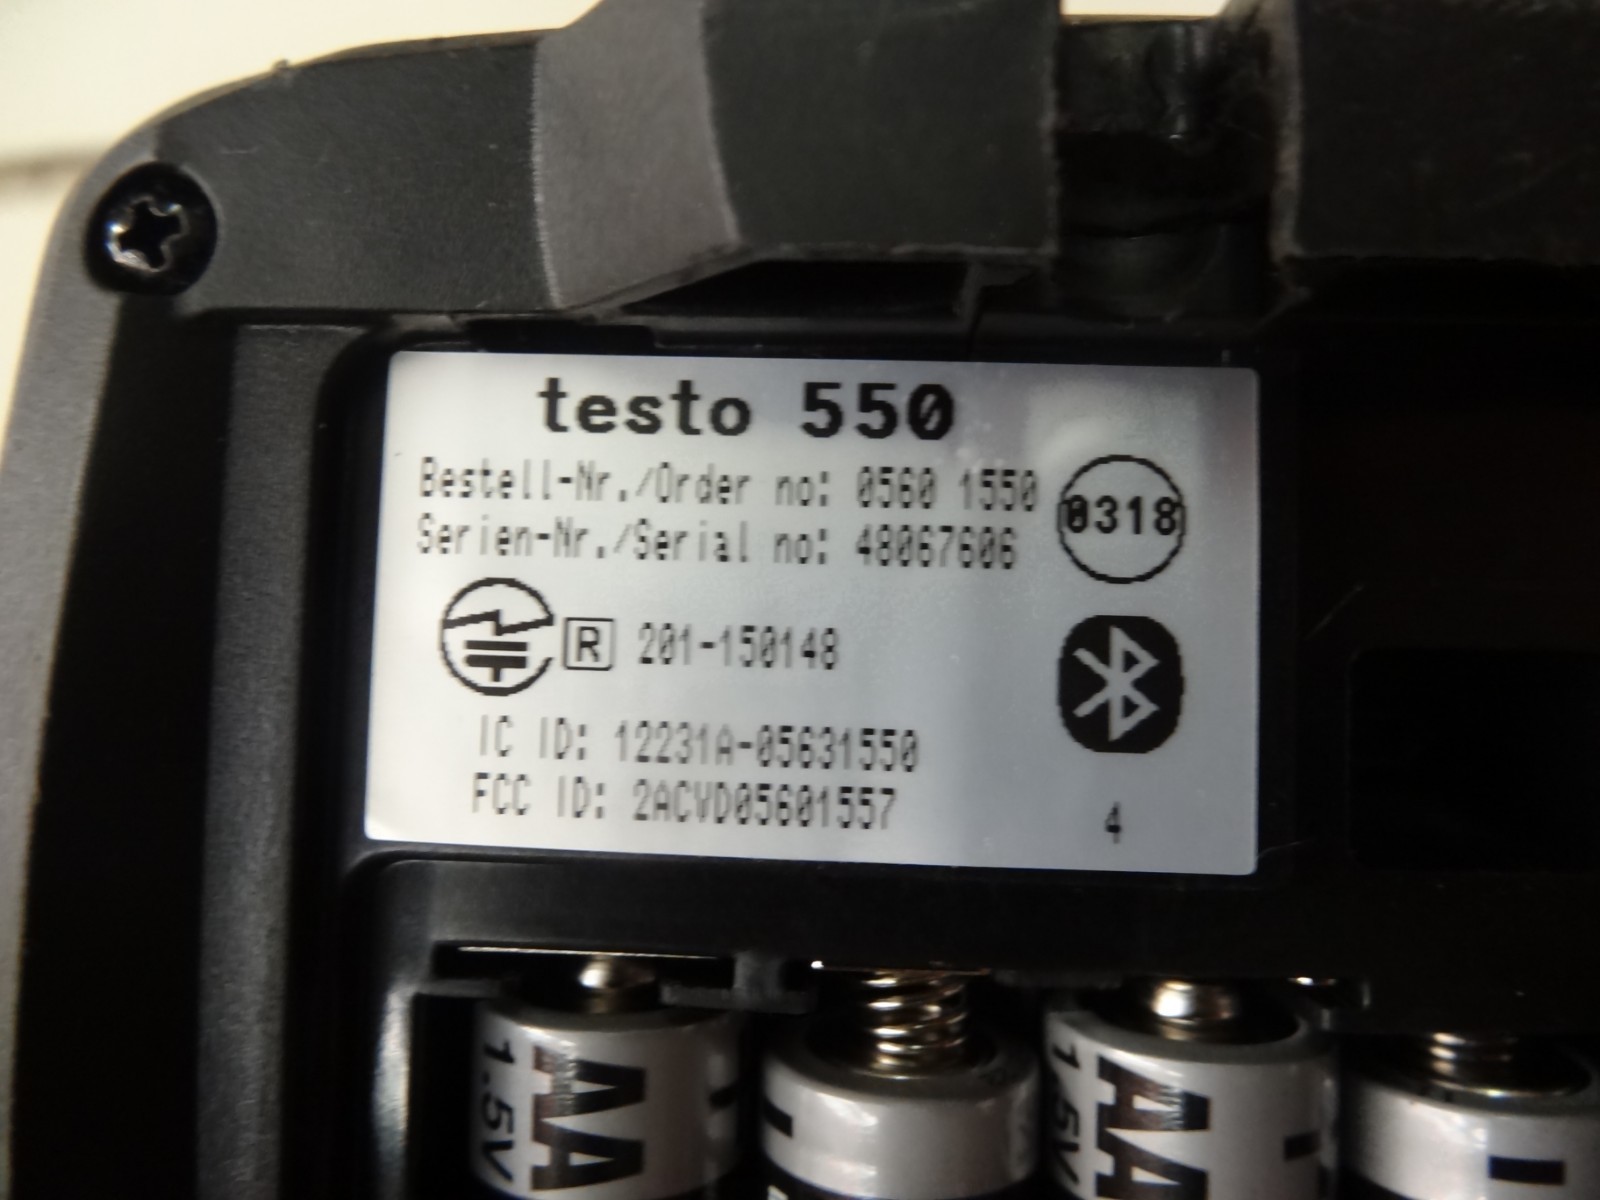 testo 550
Bestell-Nr./Order no: 0560 1550
Serien-Nr./Serial no: 48067606
0318
R 201-150148
IC ID: 12231A-05631550
FCC ID: 2ACVD05601557
4
AA
1.5V
AA
1.5V